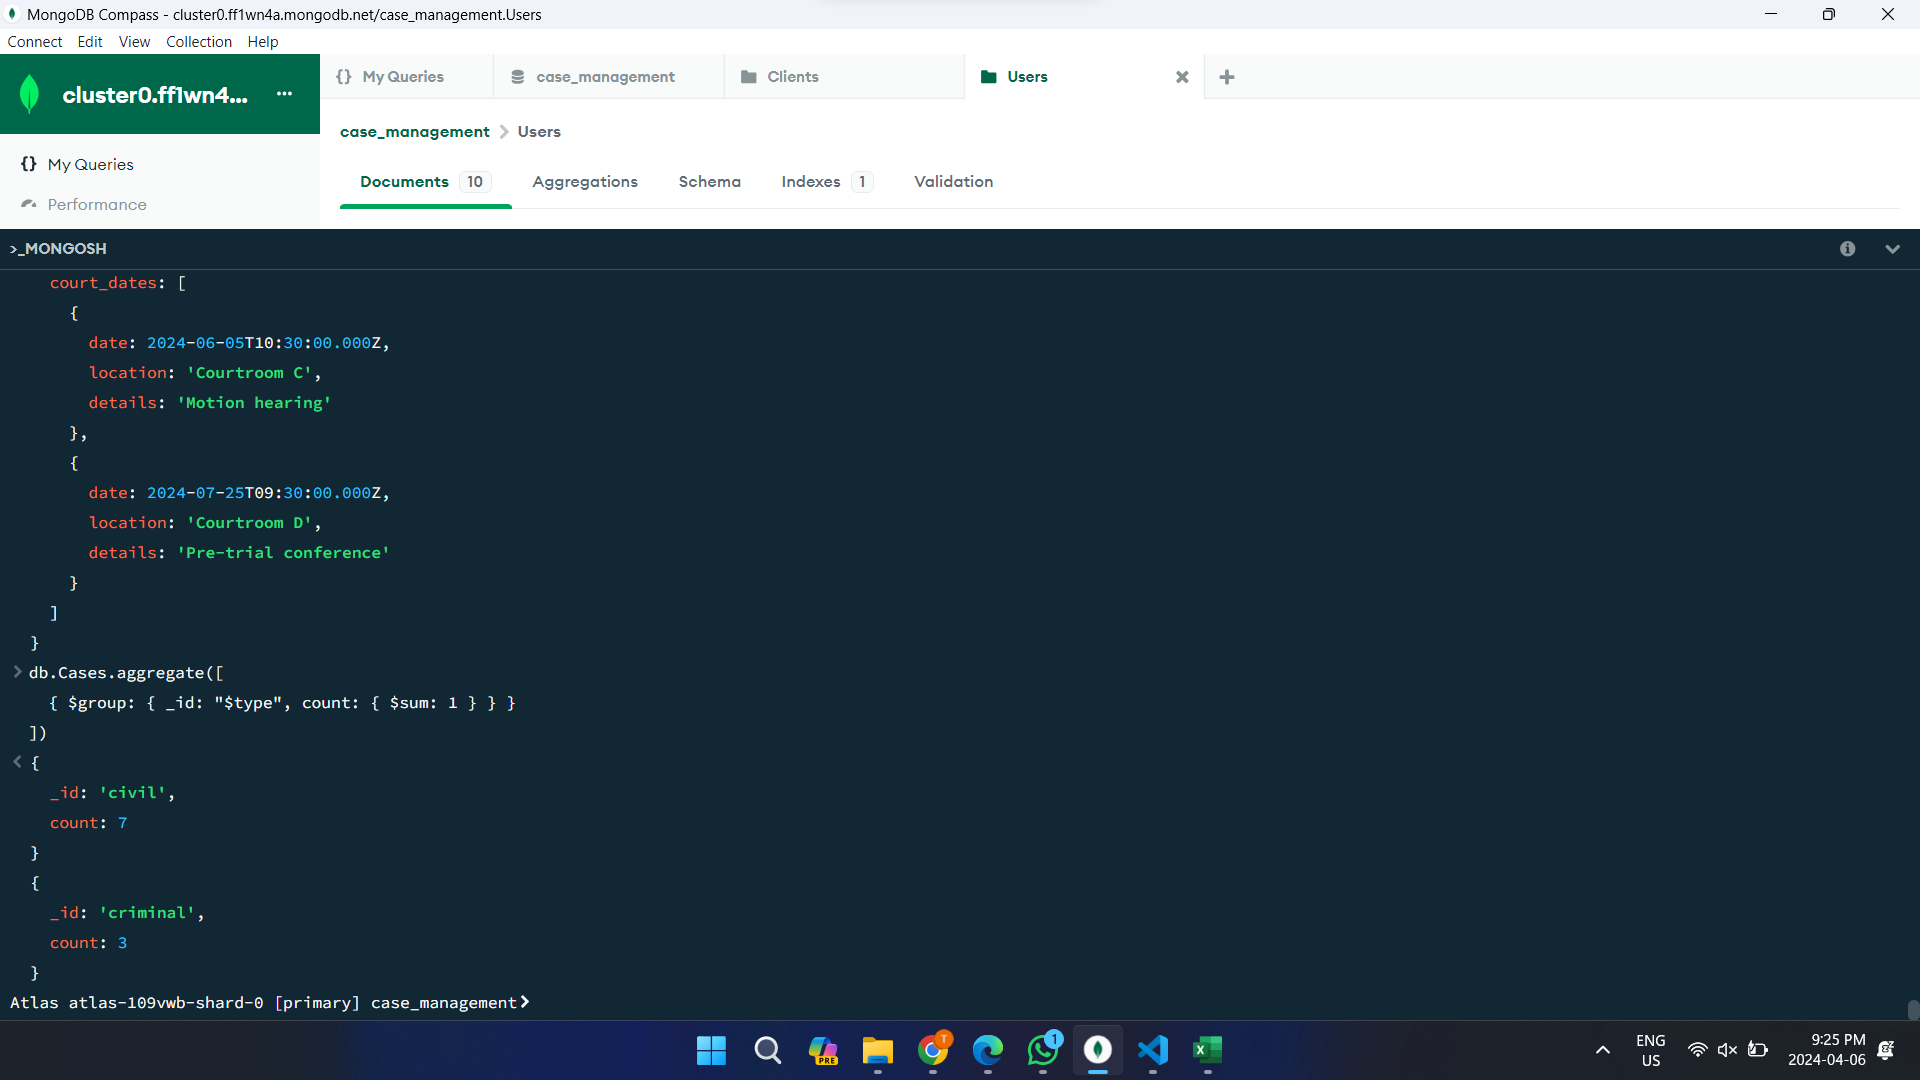 MongoDB Compass - cluster0.ff1wn4a.mongodb.net/case_management.Users
Connect Edit View Collection Help
cluster0.ff1wn4... ···
{} My Queries case_management Clients Users
case_management > Users
{} My Queries
Performance
Documents 10 Aggregations Schema Indexes 1 Validation
>_MONGOSH
court_dates: [
{
date: 2024-06-05T10:30:00.000Z,
location: 'Courtroom C',
details: 'Motion hearing'
},
{
date: 2024-07-25T09:30:00.000Z,
location: 'Courtroom D',
details: 'Pre-trial conference'
}
]
}
> db.Cases.aggregate([
{ $group: { _id: "$type", count: { $sum: 1 } } }
])
< {
_id: 'civil',
count: 7
}
{
_id: 'criminal',
count: 3
}
Atlas atlas-109vwb-shard-0 [primary] case_management>
PRE
T
1
ENG
US
9:25 PM
2024-04-06